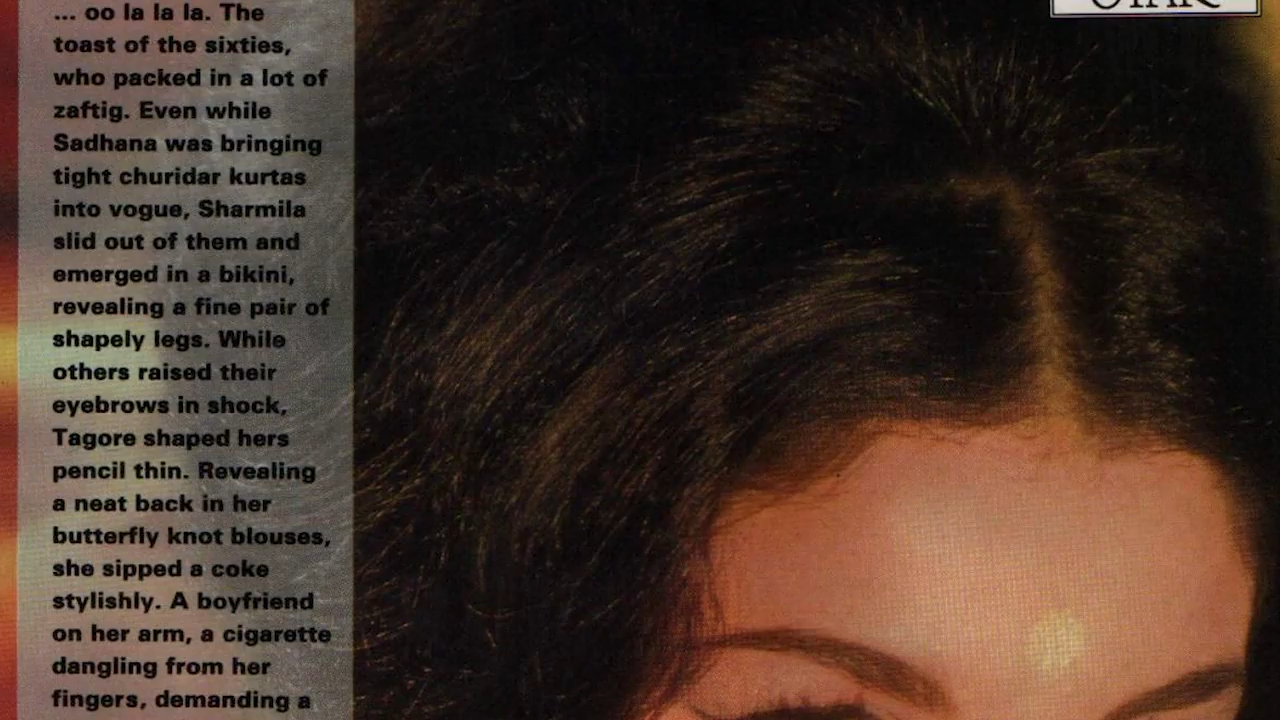 ... oo la la la. The
toast of the sixties,
who packed in a lot of
zaftig. Even while
Sadhana was bringing
tight churidar kurtas
into vogue, Sharmila
slid out of them and
emerged in a bikini,
revealing a fine pair of
shapely legs. While
others raised their
eyebrows in shock,
Tagore shaped hers
pencil thin. Revealing
a neat back in her
butterfly knot blouses,
she sipped a coke
stylishly. A boyfriend
on her arm, a cigarette
dangling from her
fingers, demanding a